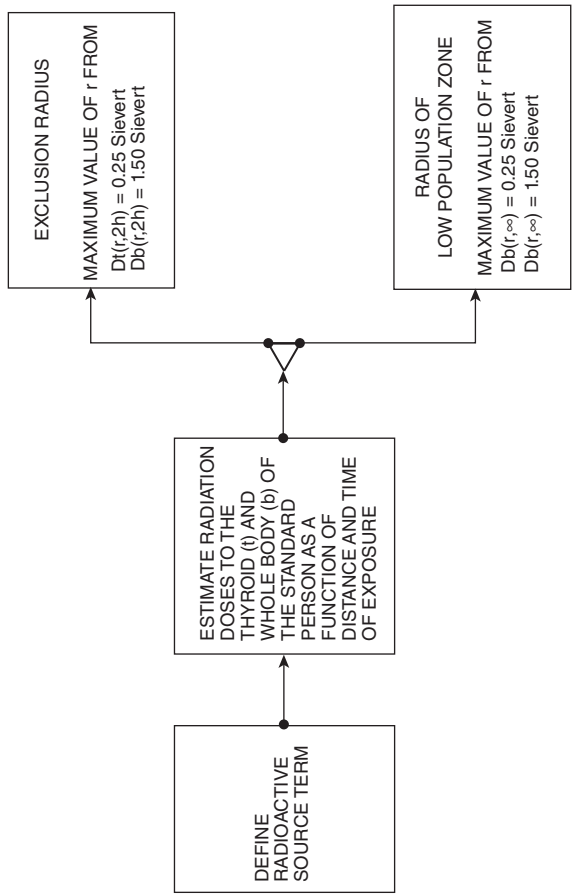 DEFINE
RADIOACTIVE
SOURCE TERM
ESTIMATE RADIATION
DOSES TO THE
THYROID (t) AND
WHOLE BODY (b) OF
THE STANDARD
PERSON AS A
FUNCTION OF
DISTANCE AND TIME
OF EXPOSURE
EXCLUSION RADIUS
MAXIMUM VALUE OF r FROM
Dt(r,2h) = 0.25 Sievert
Db(r,2h) = 1.50 Sievert
RADIUS OF
LOW POPULATION ZONE
MAXIMUM VALUE OF r FROM
Db(r,∞) = 0.25 Sievert
Db(r,∞) = 1.50 Sievert